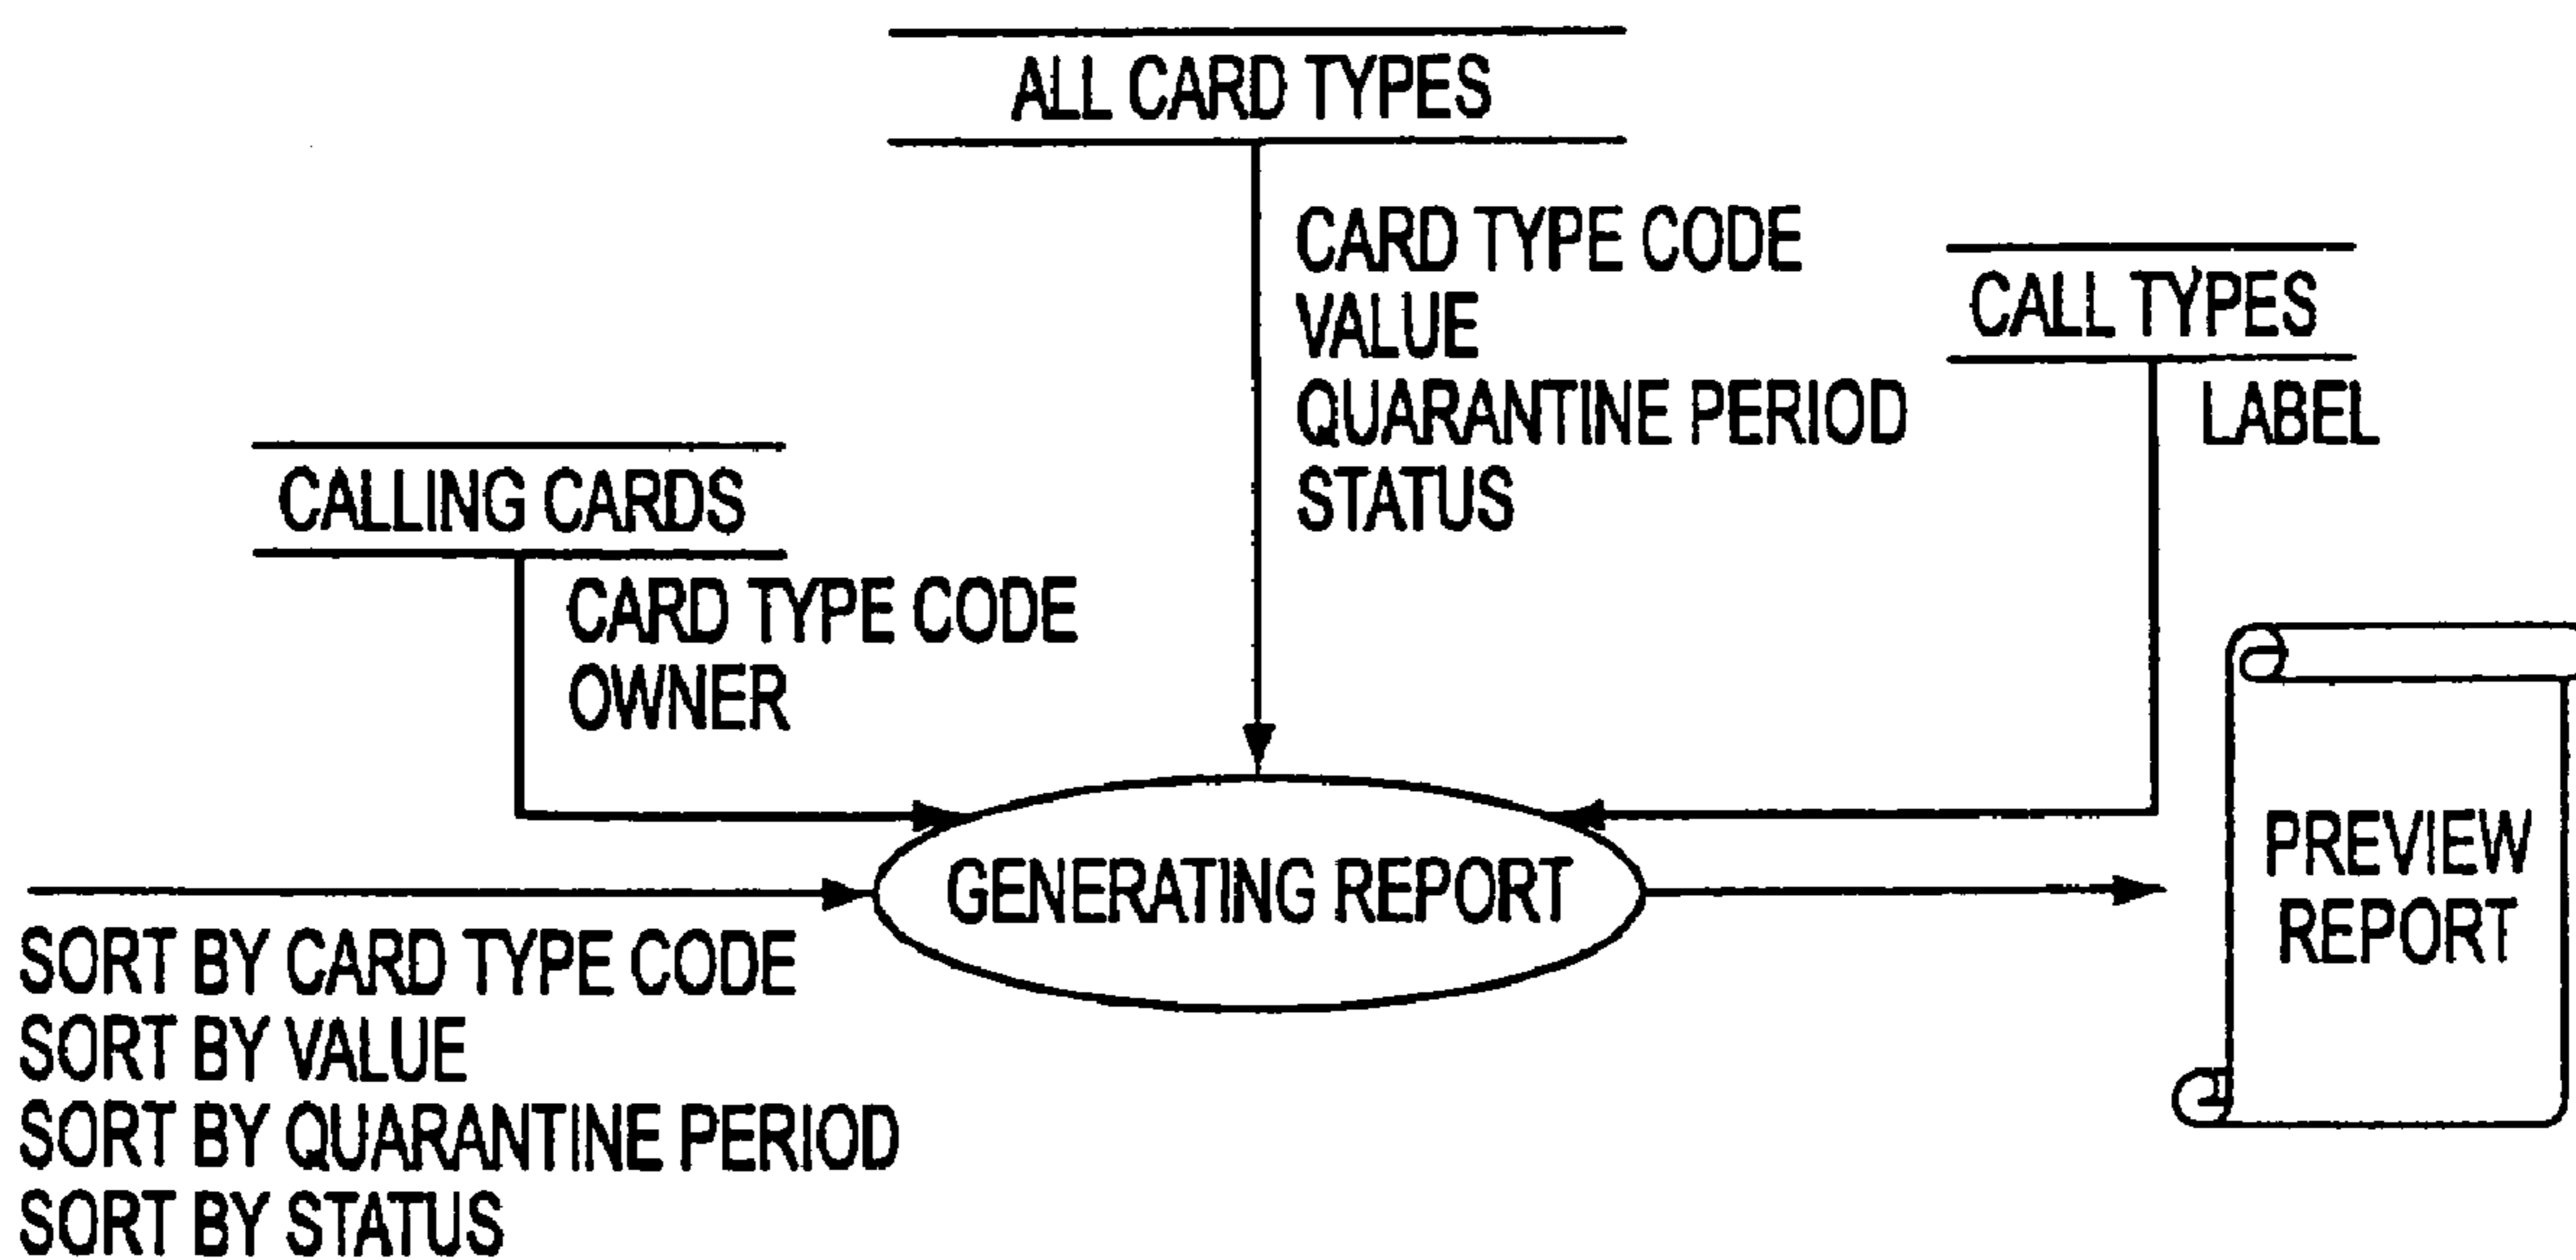 ALL CARD TYPES
CARD TYPE CODE
VALUE
QUARANTINE PERIOD
STATUS
CALL TYPES
LABEL
CALLING CARDS
CARD TYPE CODE
OWNER
GENERATING REPORT
PREVIEW
REPORT
SORT BY CARD TYPE CODE
SORT BY VALUE
SORT BY QUARANTINE PERIOD
SORT BY STATUS